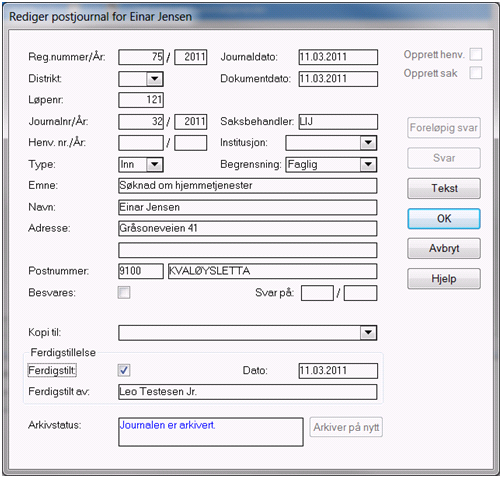 Rediger postjournal for Einar Jensen
Reg.nummer/År: 75 / 2011 Journaldato: 11.03.2011 Opprett henv.
Distrikt: Dokumentdato: 11.03.2011 Opprett sak
Løpenr: 121
Journalnr/År: 32 / 2011 Saksbehandler: LIJ Foreløpig svar
Henv. nr./År: / Institusjon: Svar
Type: Inn Begrensning: Faglig
Emne: Søknad om hjemmetjenester Tekst
Navn: Einar Jensen OK
Adresse: Gråsoneveien 41
Avbryt
Postnummer: 9100 KVALØYSLETTA Hjelp
Besvares: Svar på: /
Kopi til:
Ferdigstillelse
Ferdigstilt: Dato: 11.03.2011
Ferdigstilt av: Leo Testesen Jr.
Arkivstatus: Journalen er arkivert. Arkiver på nytt